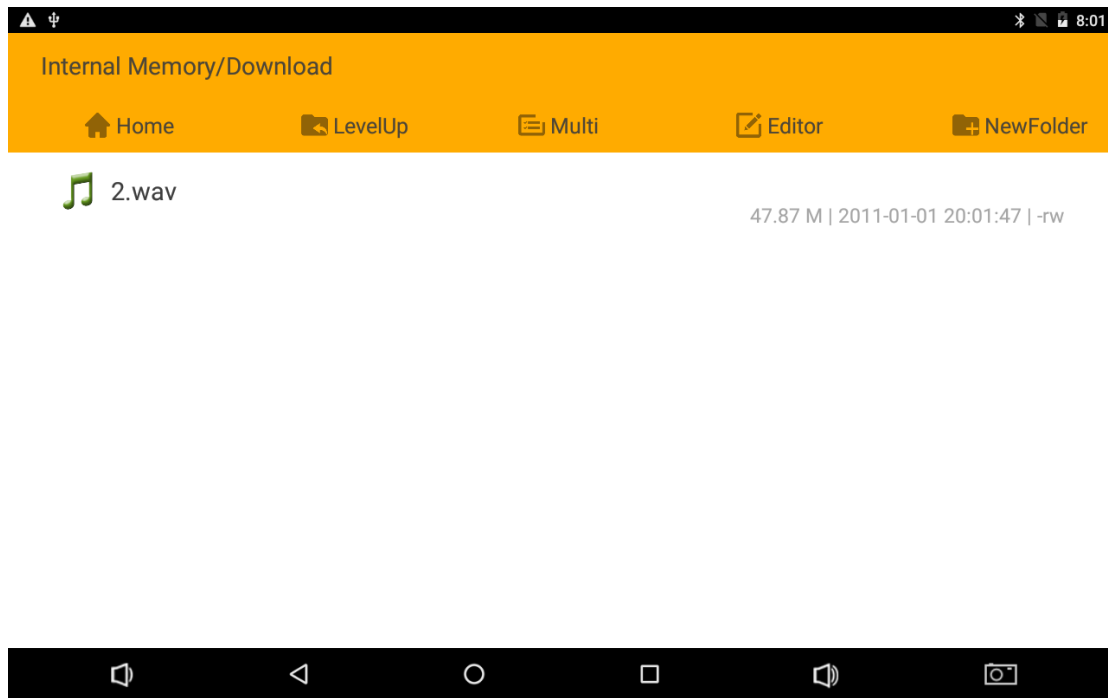 8:01
Internal Memory/Download
Home LevelUp Multi Editor NewFolder
2.wav
47.87 M | 2011-01-01 20:01:47 | -rw